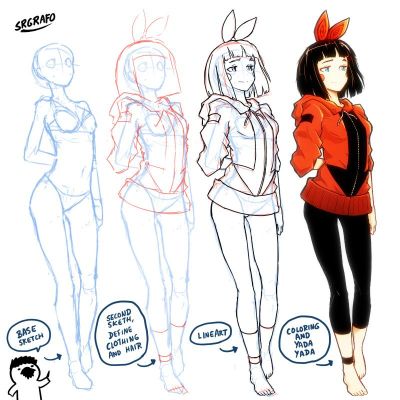 SRGRAFO
BASE
SKETCH
SECOND
SKETH,
DEFINE
CLOTHING
AND HAIR
LINEART
COLORING
AND
YADA
YADA